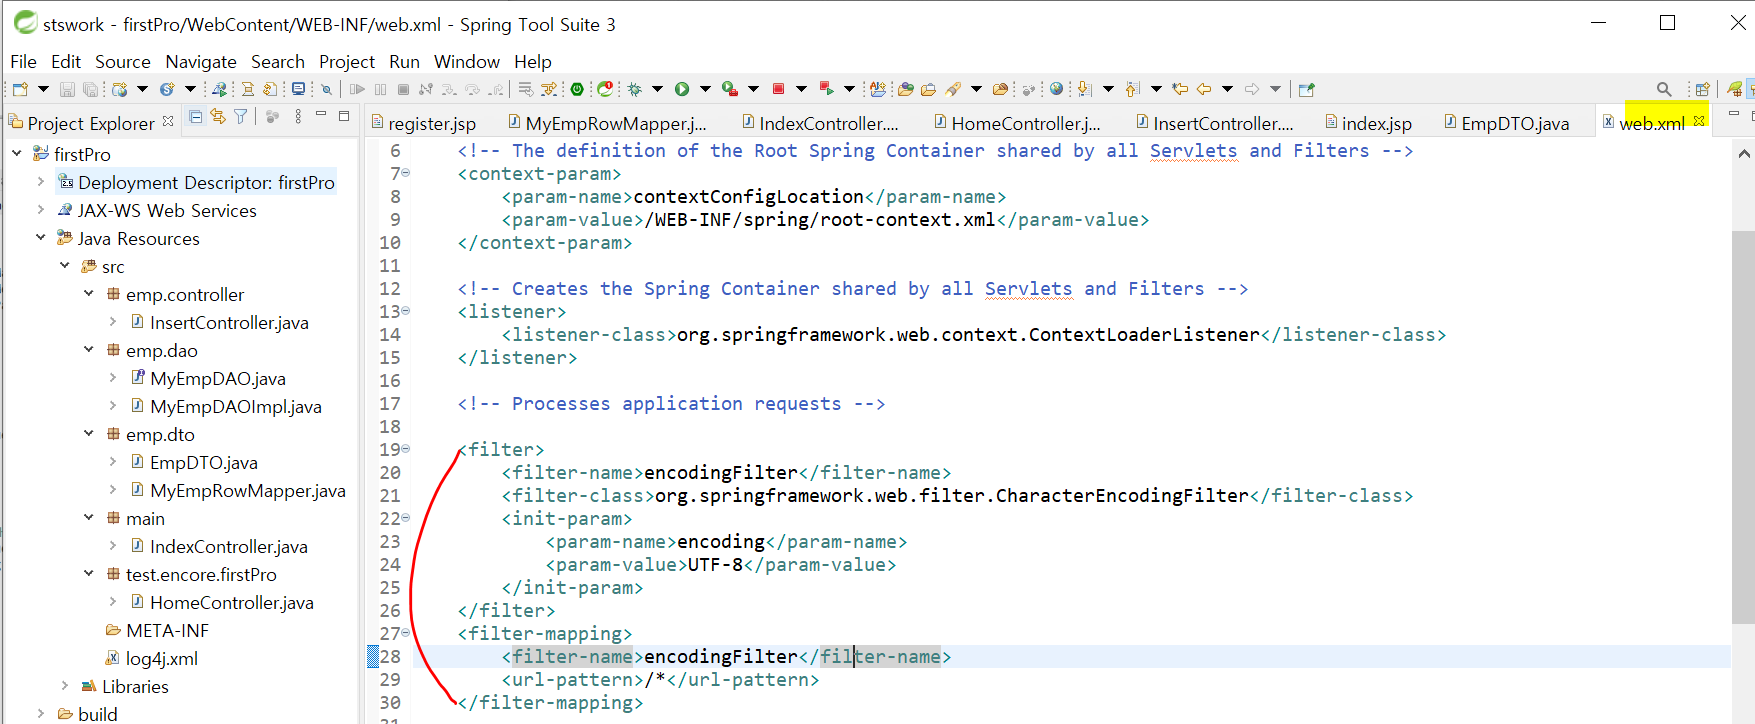 stswork - firstPro/WebContent/WEB-INF/web.xml - Spring Tool Suite 3
File Edit Source Navigate Search Project Run Window Help
Project Explorer
register.jsp MyEmpRowMapper.j... IndexController.... HomeController.j... InsertController.... index.jsp EmpDTO.java web.xml
firstPro
Deployment Descriptor: firstPro
JAX-WS Web Services
Java Resources
src
emp.controller
InsertController.java
emp.dao
MyEmpDAO.java
MyEmpDAOImpl.java
emp.dto
EmpDTO.java
MyEmpRowMapper.java
main
IndexController.java
test.encore.firstPro
HomeController.java
META-INF
log4j.xml
Libraries
build
6 <!-- The definition of the Root Spring Container shared by all Servlets and Filters -->
7 <context-param>
8 <param-name>contextConfigLocation</param-name>
9 <param-value>/WEB-INF/spring/root-context.xml</param-value>
10 </context-param>
11
12 <!-- Creates the Spring Container shared by all Servlets and Filters -->
13 <listener>
14 <listener-class>org.springframework.web.context.ContextLoaderListener</listener-class>
15 </listener>
16
17 <!-- Processes application requests -->
18
19 <filter>
20 <filter-name>encodingFilter</filter-name>
21 <filter-class>org.springframework.web.filter.CharacterEncodingFilter</filter-class>
22 <init-param>
23 <param-name>encoding</param-name>
24 <param-value>UTF-8</param-value>
25 </init-param>
26 </filter>
27 <filter-mapping>
28 <filter-name>encodingFilter</filter-name>
29 <url-pattern>/*</url-pattern>
30 </filter-mapping>